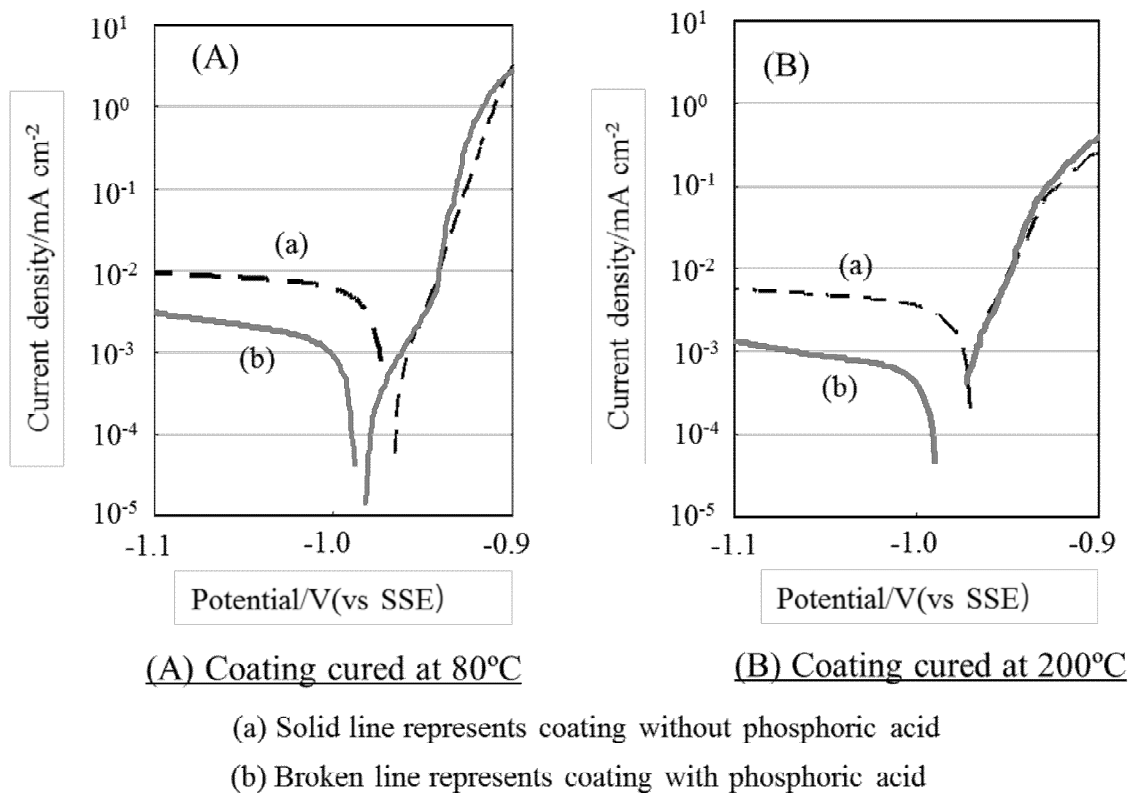 (A)
10¹
10⁰
10⁻¹
10⁻²
10⁻³
10⁻⁴
10⁻⁵
Current density/mA cm⁻²
(a)
(b)
-1.1
-1.0
-0.9
Potential/V(vs SSE)
(A) Coating cured at 80ºC
(B)
10¹
10⁰
10⁻¹
10⁻²
10⁻³
10⁻⁴
10⁻⁵
Current density/mA cm⁻²
(a)
(b)
-1.1
-1.0
-0.9
Potential/V(vs SSE)
(B) Coating cured at 200ºC
(a) Solid line represents coating without phosphoric acid
(b) Broken line represents coating with phosphoric acid